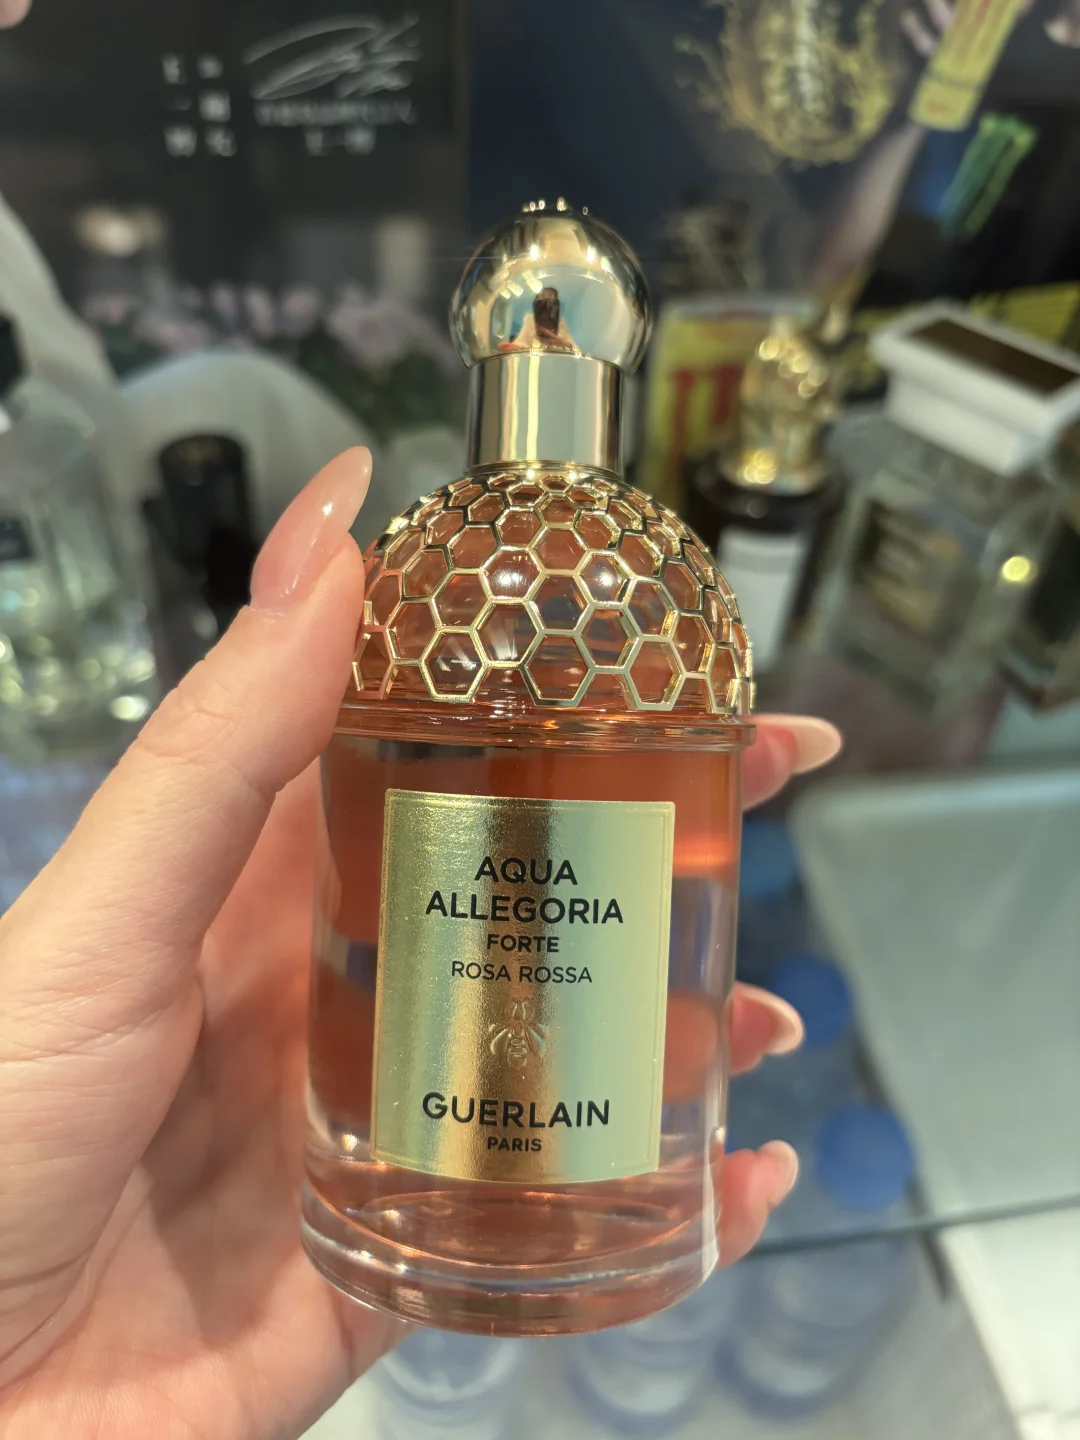 AQUA
ALLEGORIA
FORTE
ROSA ROSSA
GUERLAIN
PARIS